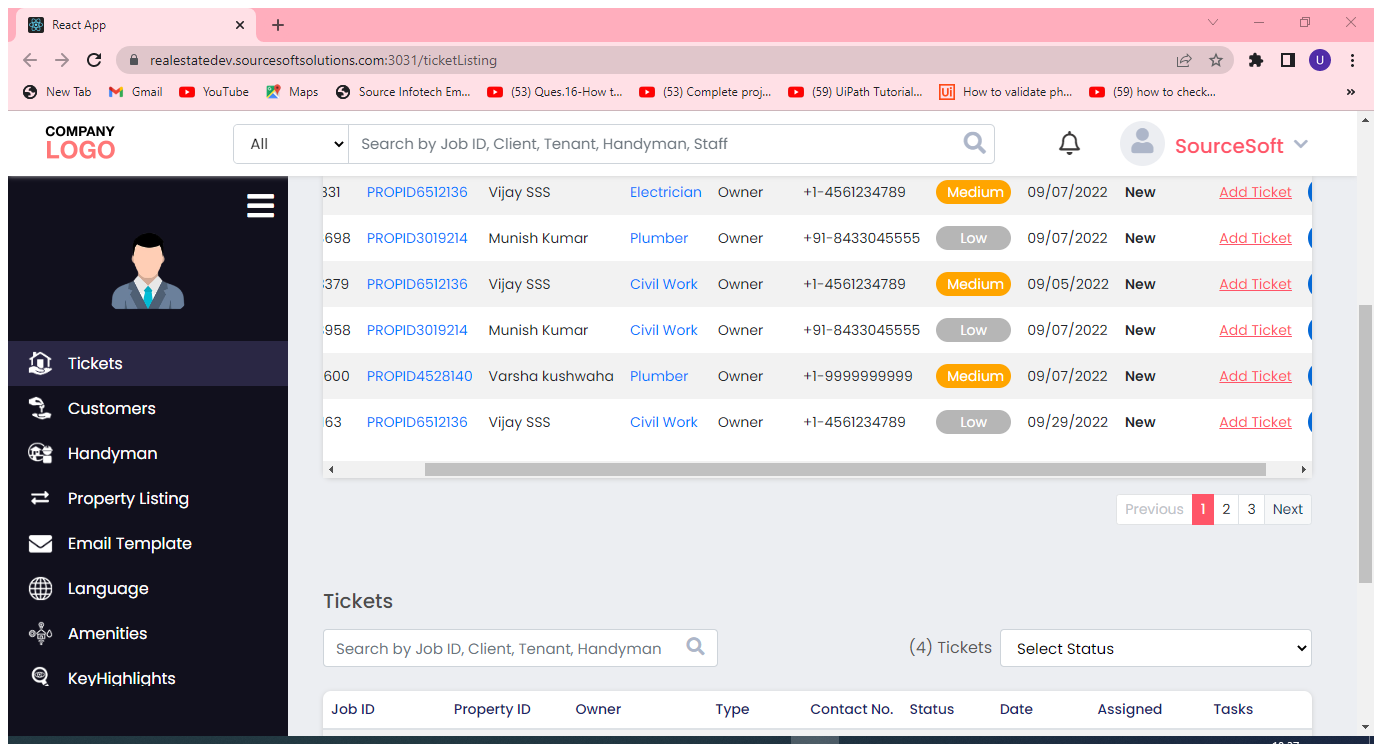 React App
realestatedev.sourcesoftsolutions.com:3031/ticketListing
U
New Tab Gmail YouTube Maps Source Infotech Em... (53) Ques.16-How t... (53) Complete proj... (59) UiPath Tutorial... Ui How to validate ph... (59) how to check... »
COMPANY
LOGO
All
Search by Job ID, Client, Tenant, Handyman, Staff
SourceSoft
Tickets
Customers
Handyman
Property Listing
Email Template
Language
Amenities
KeyHighlights
331 PROPID6512136 Vijay SSS Electrician Owner +1-4561234789 Medium 09/07/2022 New Add Ticket
698 PROPID3019214 Munish Kumar Plumber Owner +91-8433045555 Low 09/07/2022 New Add Ticket
3379 PROPID6512136 Vijay SSS Civil Work Owner +1-4561234789 Medium 09/05/2022 New Add Ticket
958 PROPID3019214 Munish Kumar Civil Work Owner +91-8433045555 Low 09/07/2022 New Add Ticket
600 PROPID4528140 Varsha kushwaha Plumber Owner +1-9999999999 Medium 09/07/2022 New Add Ticket
163 PROPID6512136 Vijay SSS Civil Work Owner +1-4561234789 Low 09/29/2022 New Add Ticket
Previous 1 2 3 Next
Tickets
Search by Job ID, Client, Tenant, Handyman
(4) Tickets
Select Status
Job ID Property ID Owner Type Contact No. Status Date Assigned Tasks